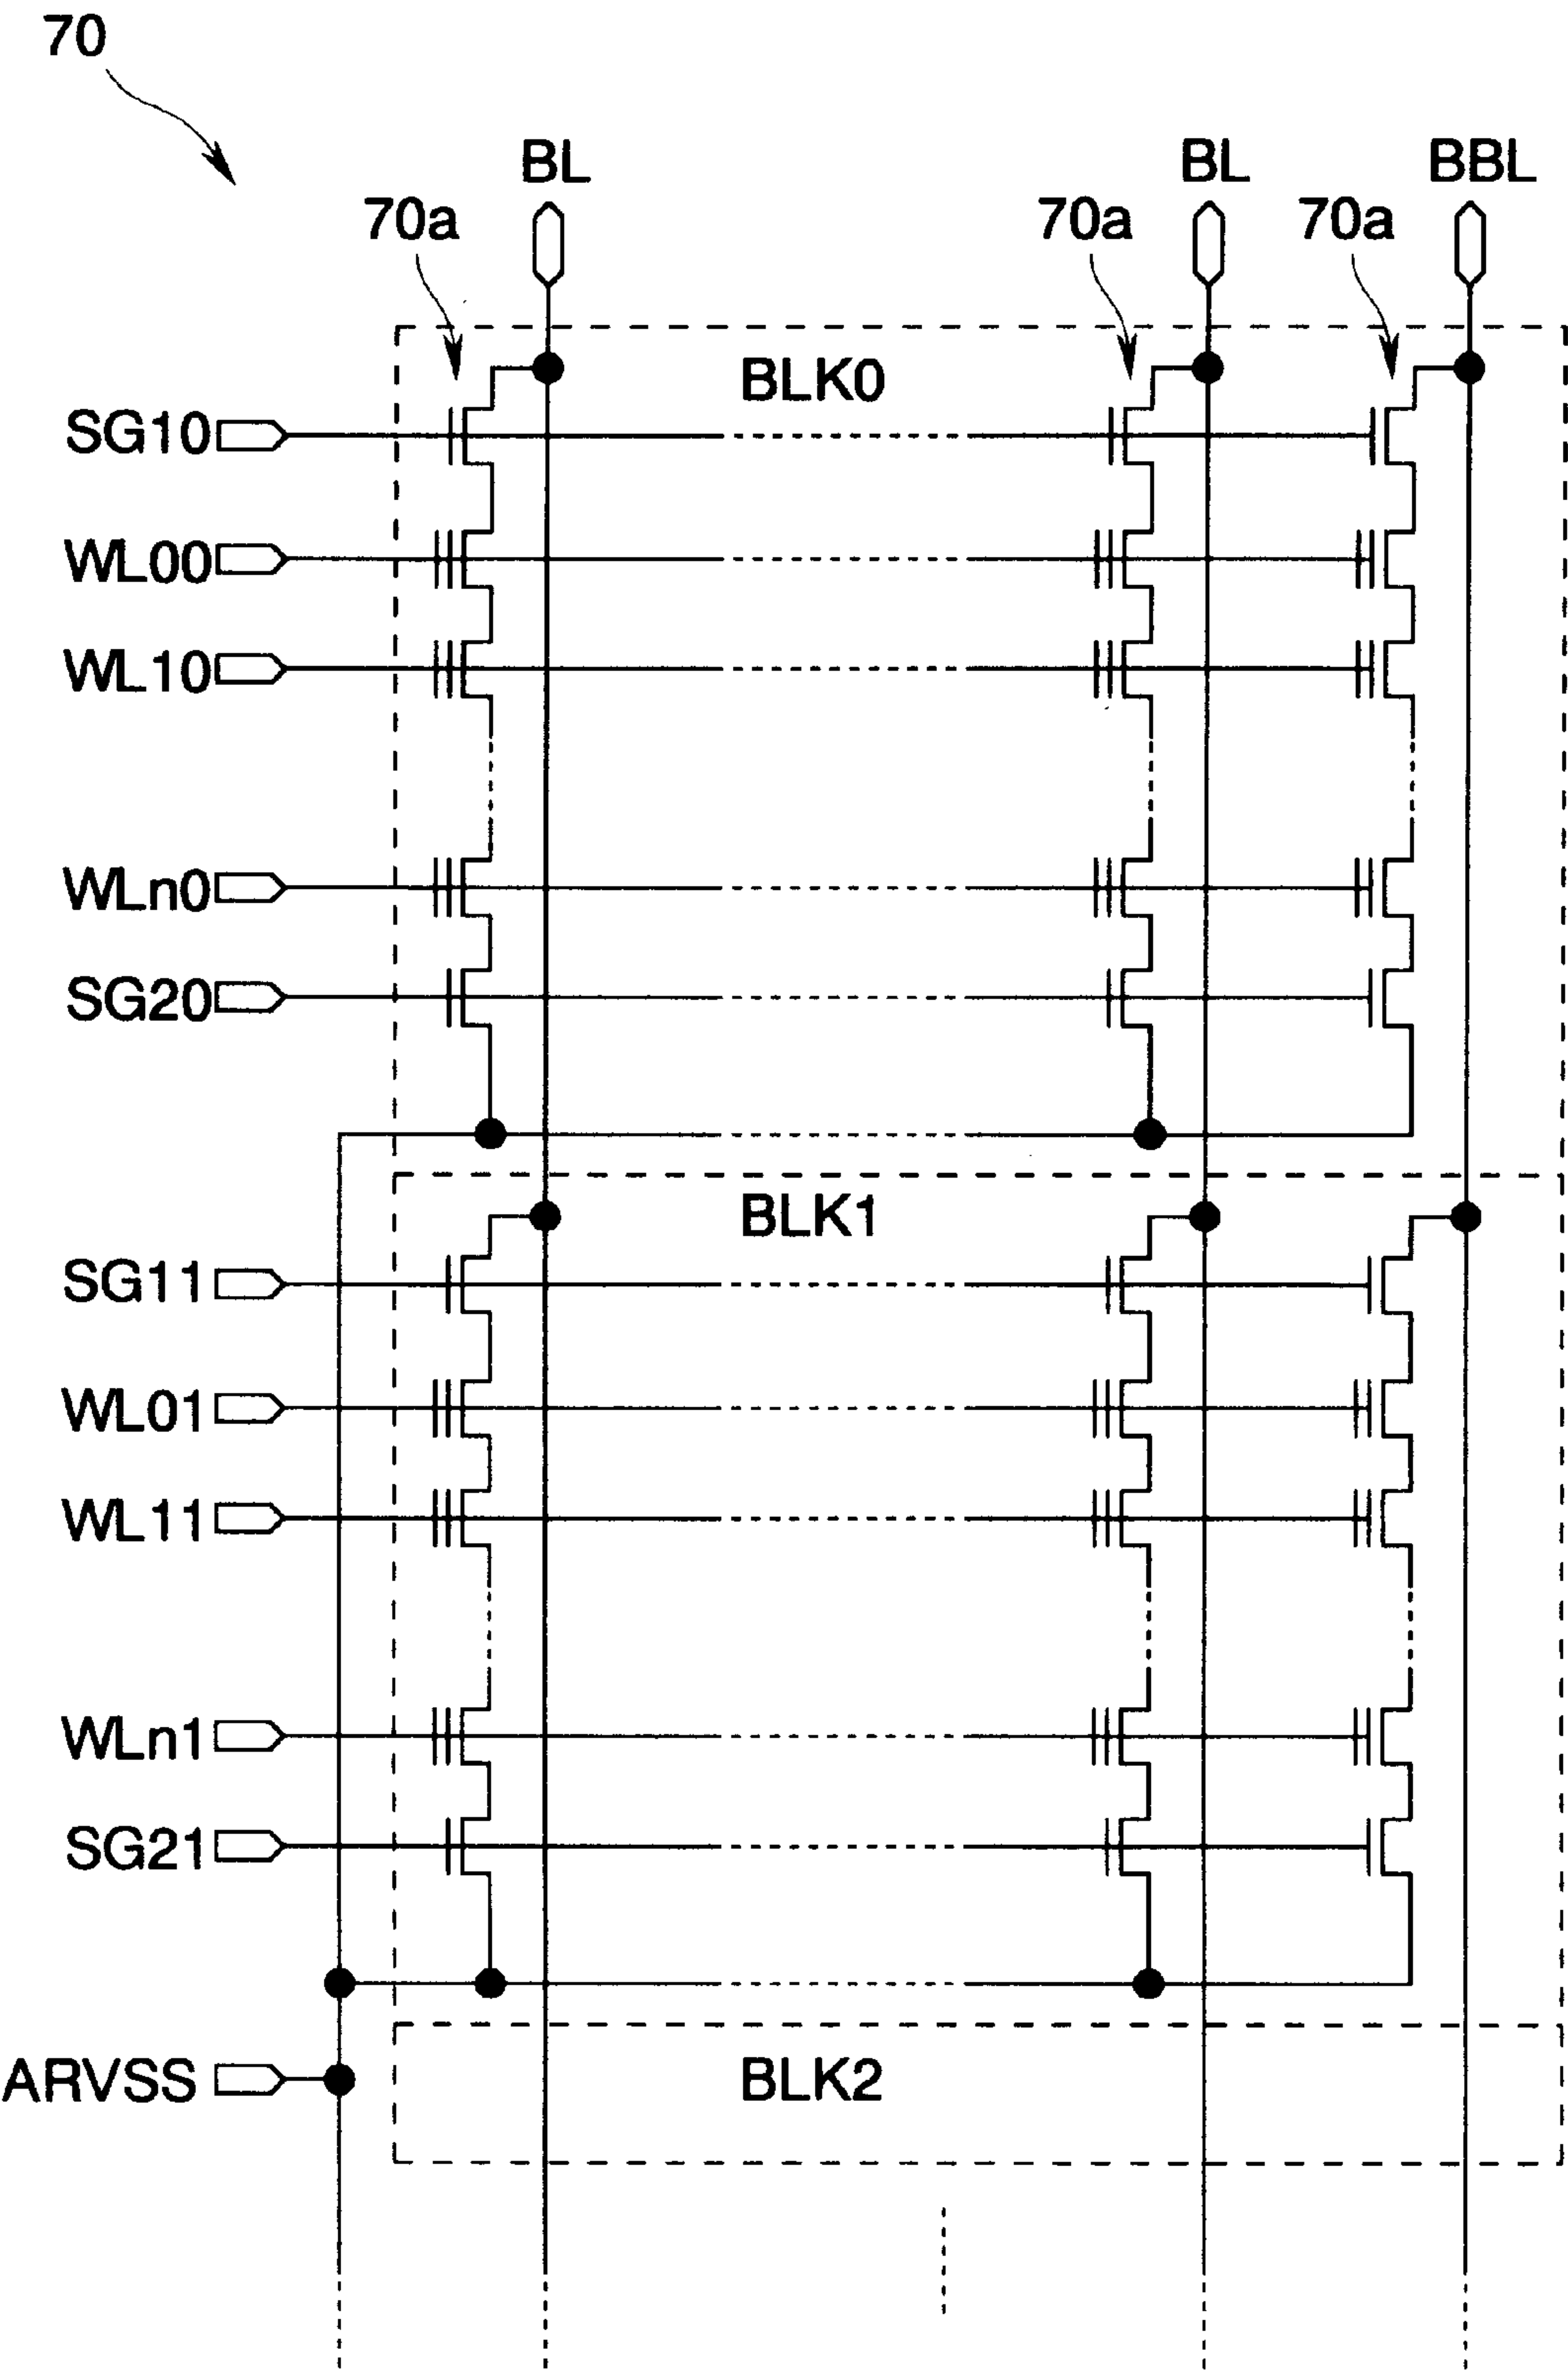 70
BL BL BBL
70a 70a 70a
BLK0
SG10
WL00
WL10
WLn0
SG20
BLK1
SG11
WL01
WL11
WLn1
SG21
ARVSS BLK2